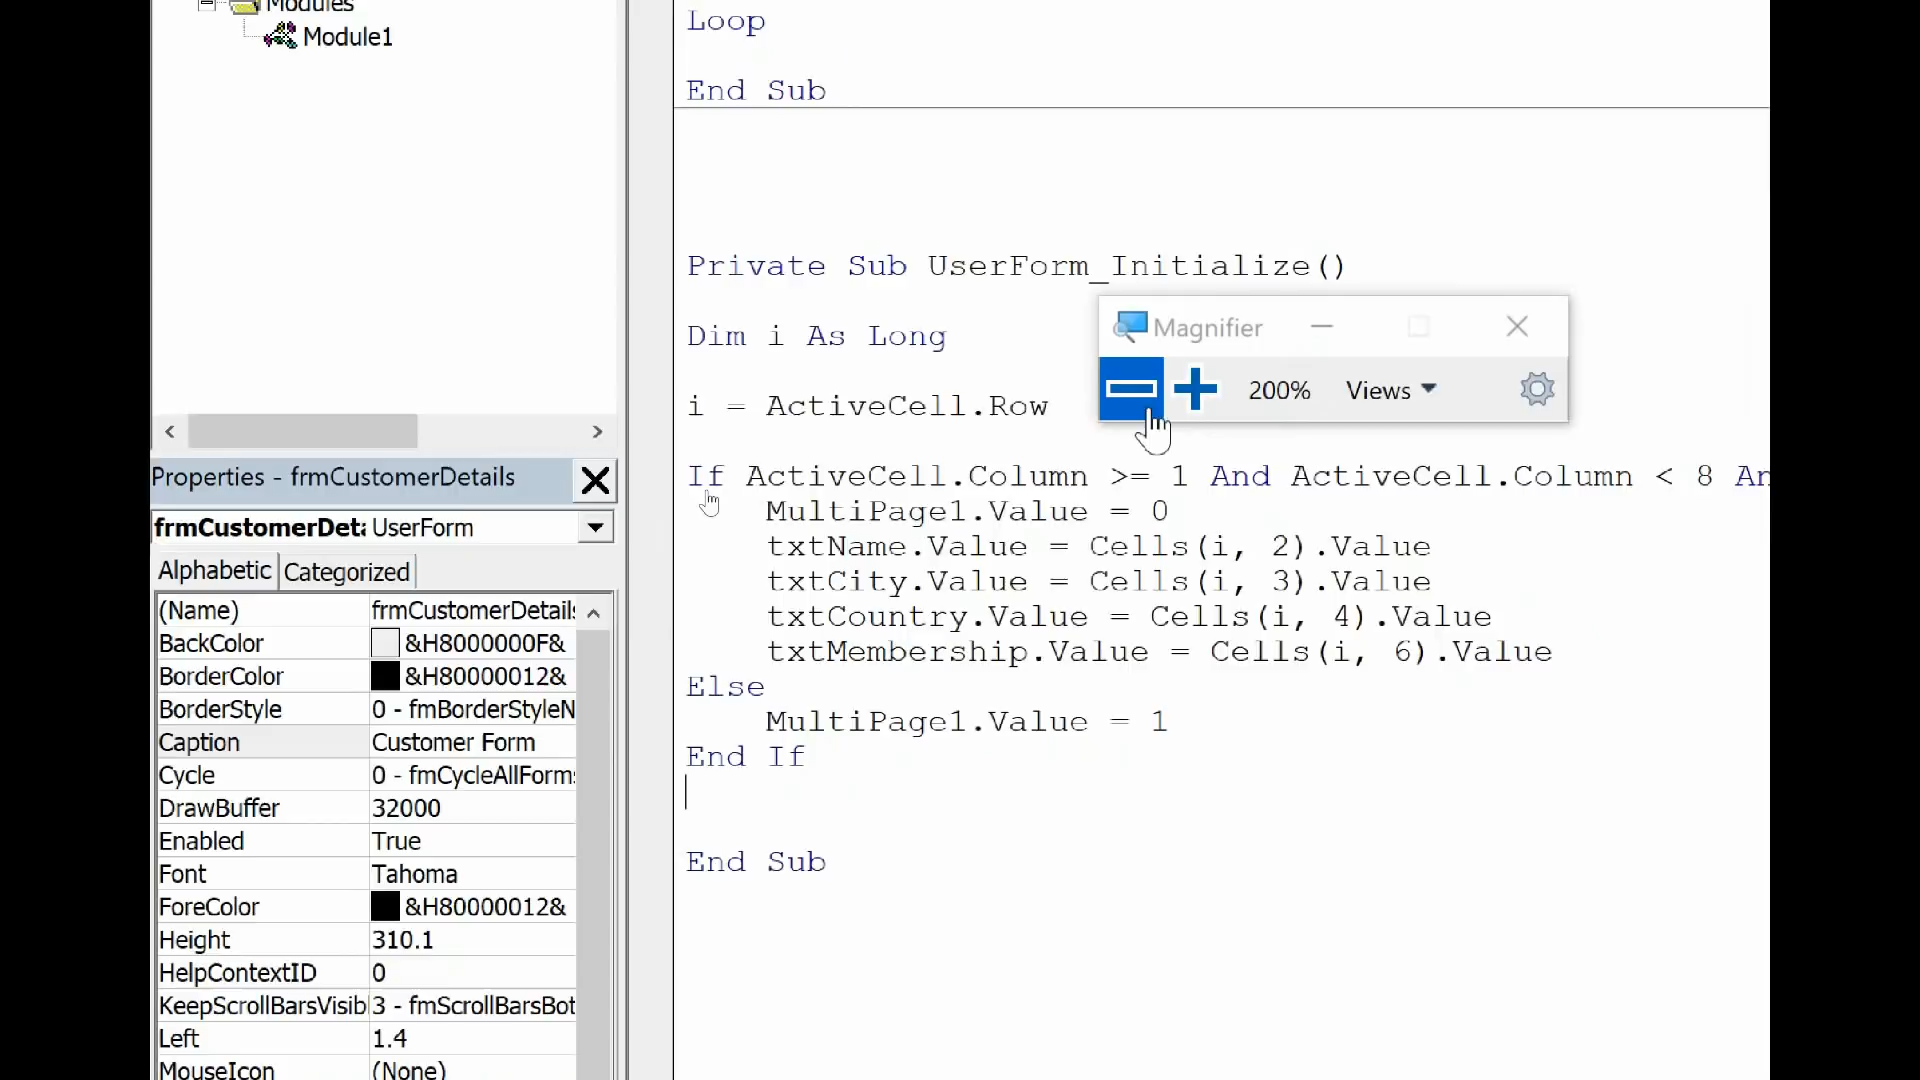 Modules
Module1
Properties - frmCustomerDetails
frmCustomerDet UserForm
Alphabetic Categorized
(Name) frmCustomerDetails
BackColor &H8000000F&
BorderColor &H80000012&
BorderStyle 0 - fmBorderStyleN
Caption Customer Form
Cycle 0 - fmCycleAllForms
DrawBuffer 32000
Enabled True
Font Tahoma
ForeColor &H80000012&
Height 310.1
HelpContextID 0
KeepScrollBarsVisib 3 - fmScrollBarsBot
Left 1.4
MouseIcon (None)
Loop
End Sub
Private Sub UserForm_Initialize()
Dim i As Long
i = ActiveCell.Row
If ActiveCell.Column >= 1 And ActiveCell.Column < 8 An
MultiPage1.Value = 0
txtName.Value = Cells(i, 2).Value
txtCity.Value = Cells(i, 3).Value
txtCountry.Value = Cells(i, 4).Value
txtMembership.Value = Cells(i, 6).Value
Else
MultiPage1.Value = 1
End If
End Sub
Magnifier
200% Views